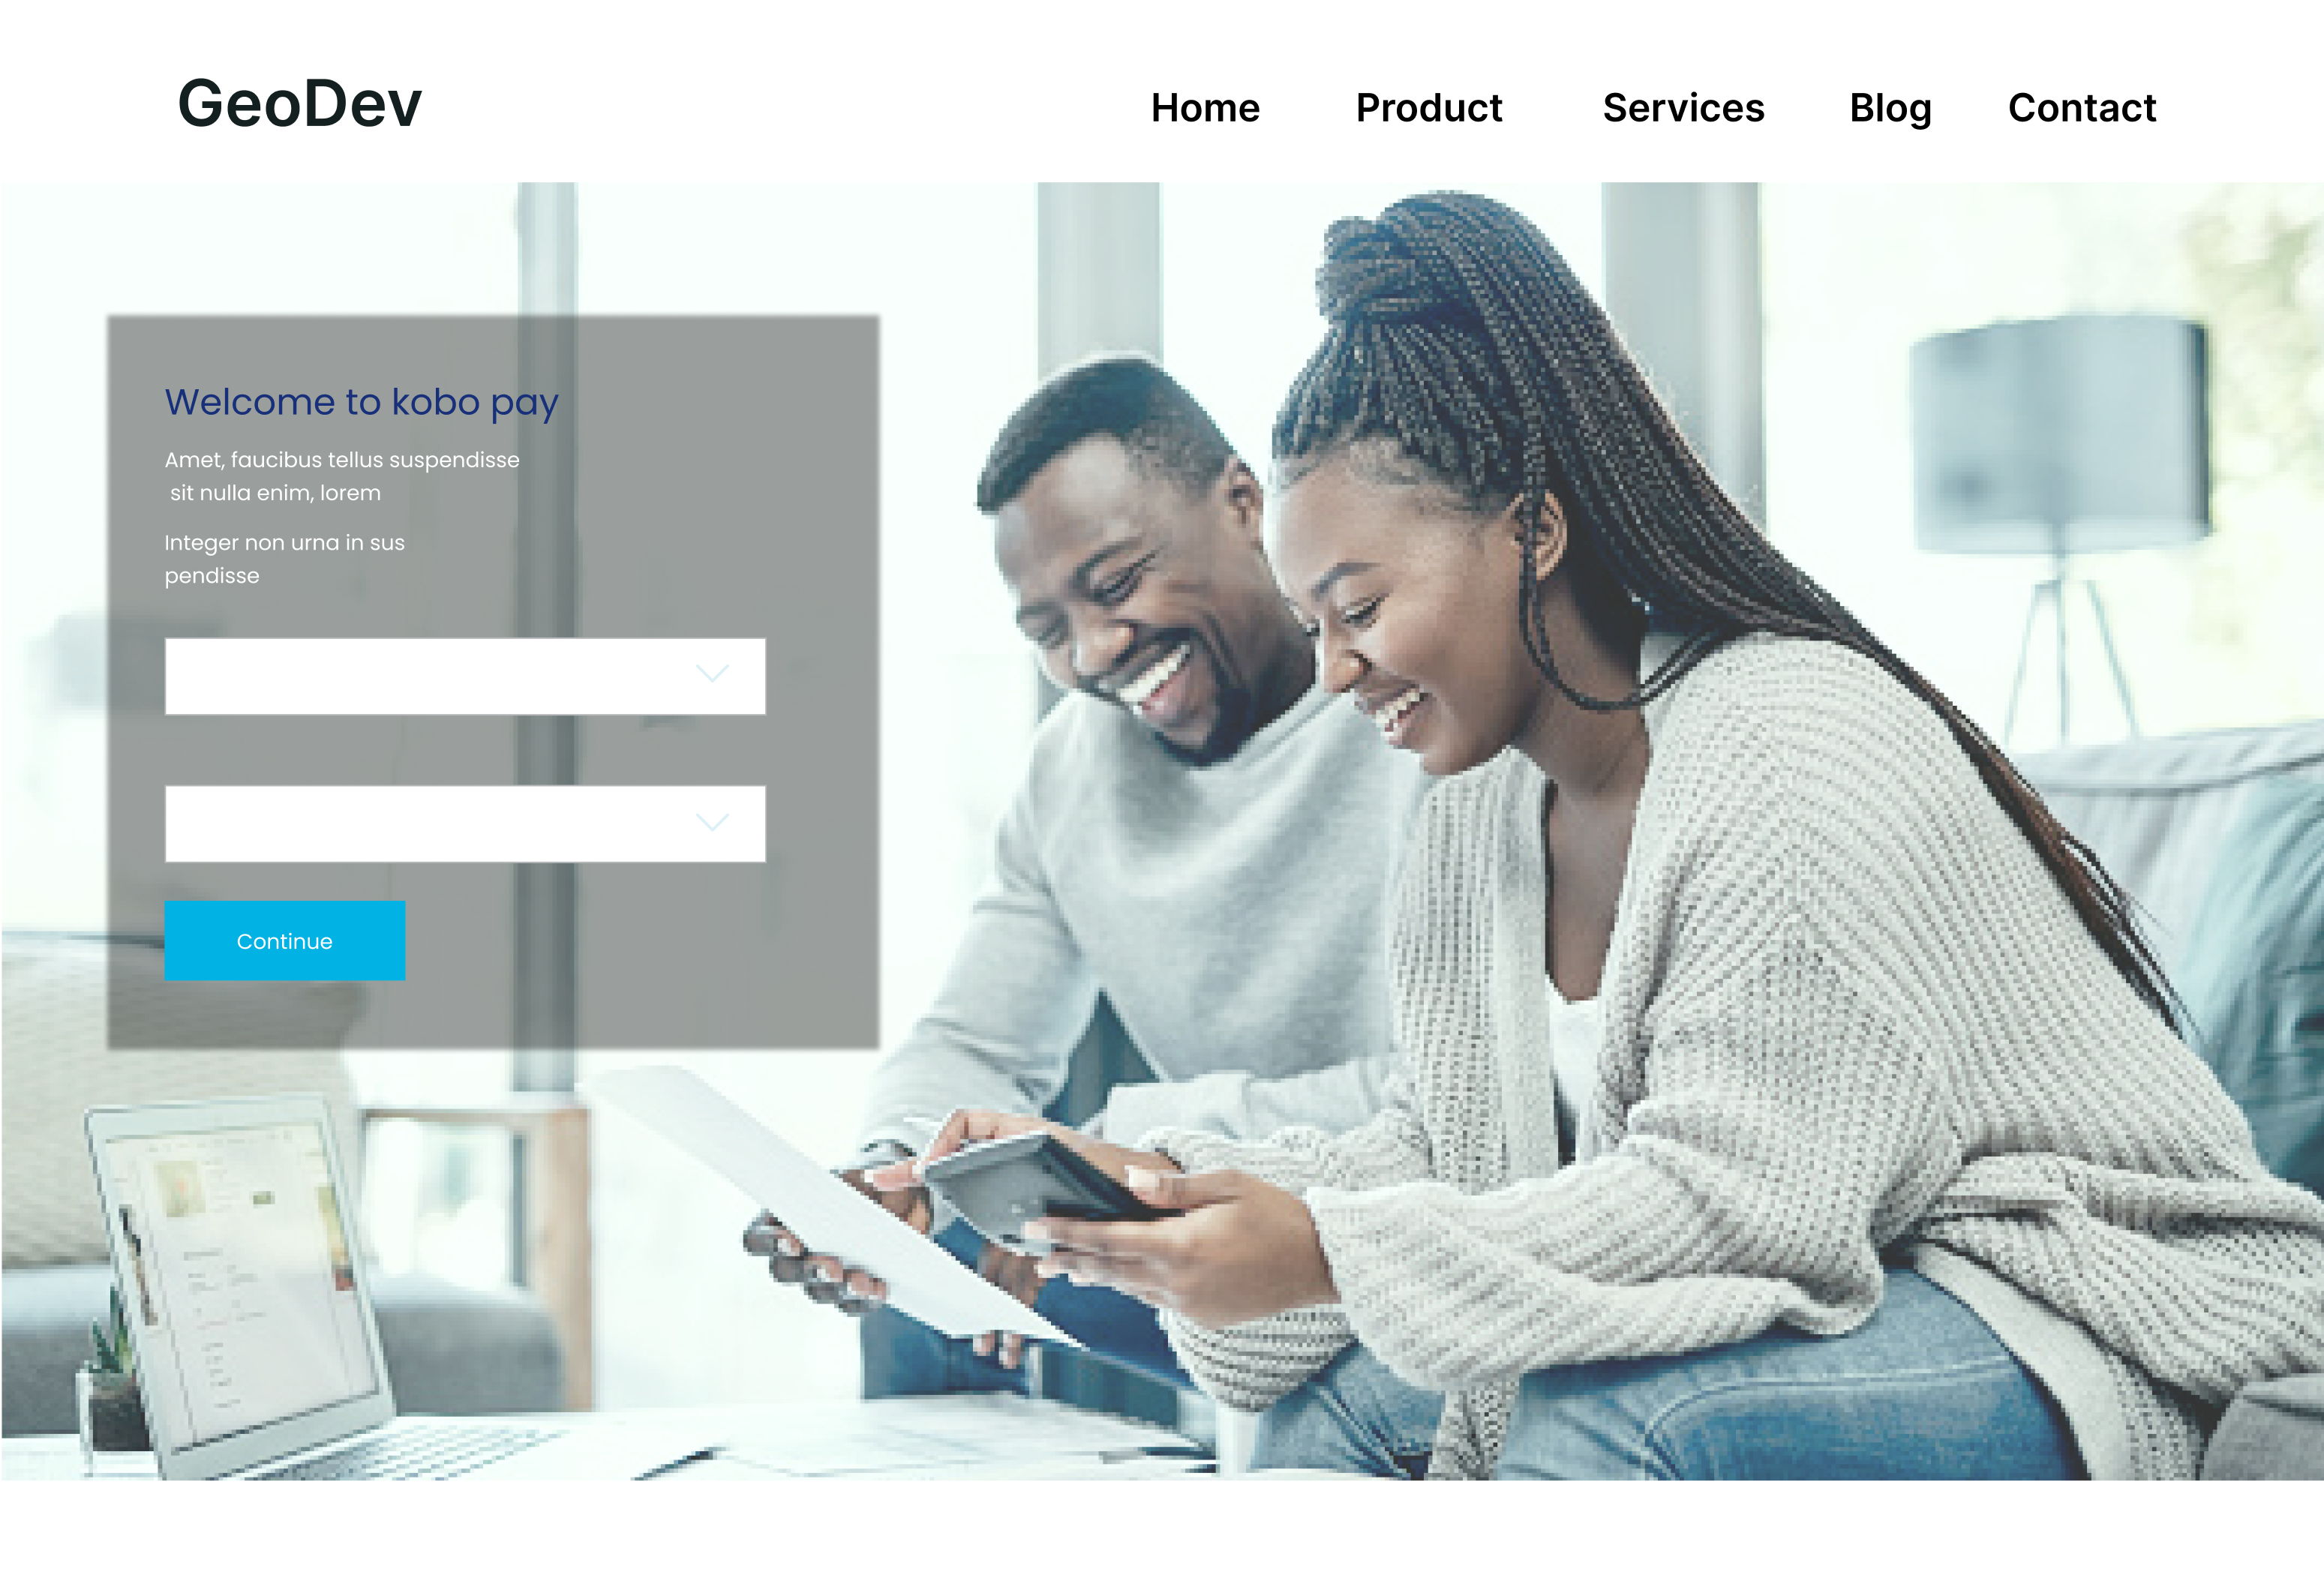 GeoDev
Home Product Services Blog Contact
Welcome to kobo pay
Amet, faucibus tellus suspendisse
sit nulla enim, lorem
Integer non urna in sus
pendisse
Continue